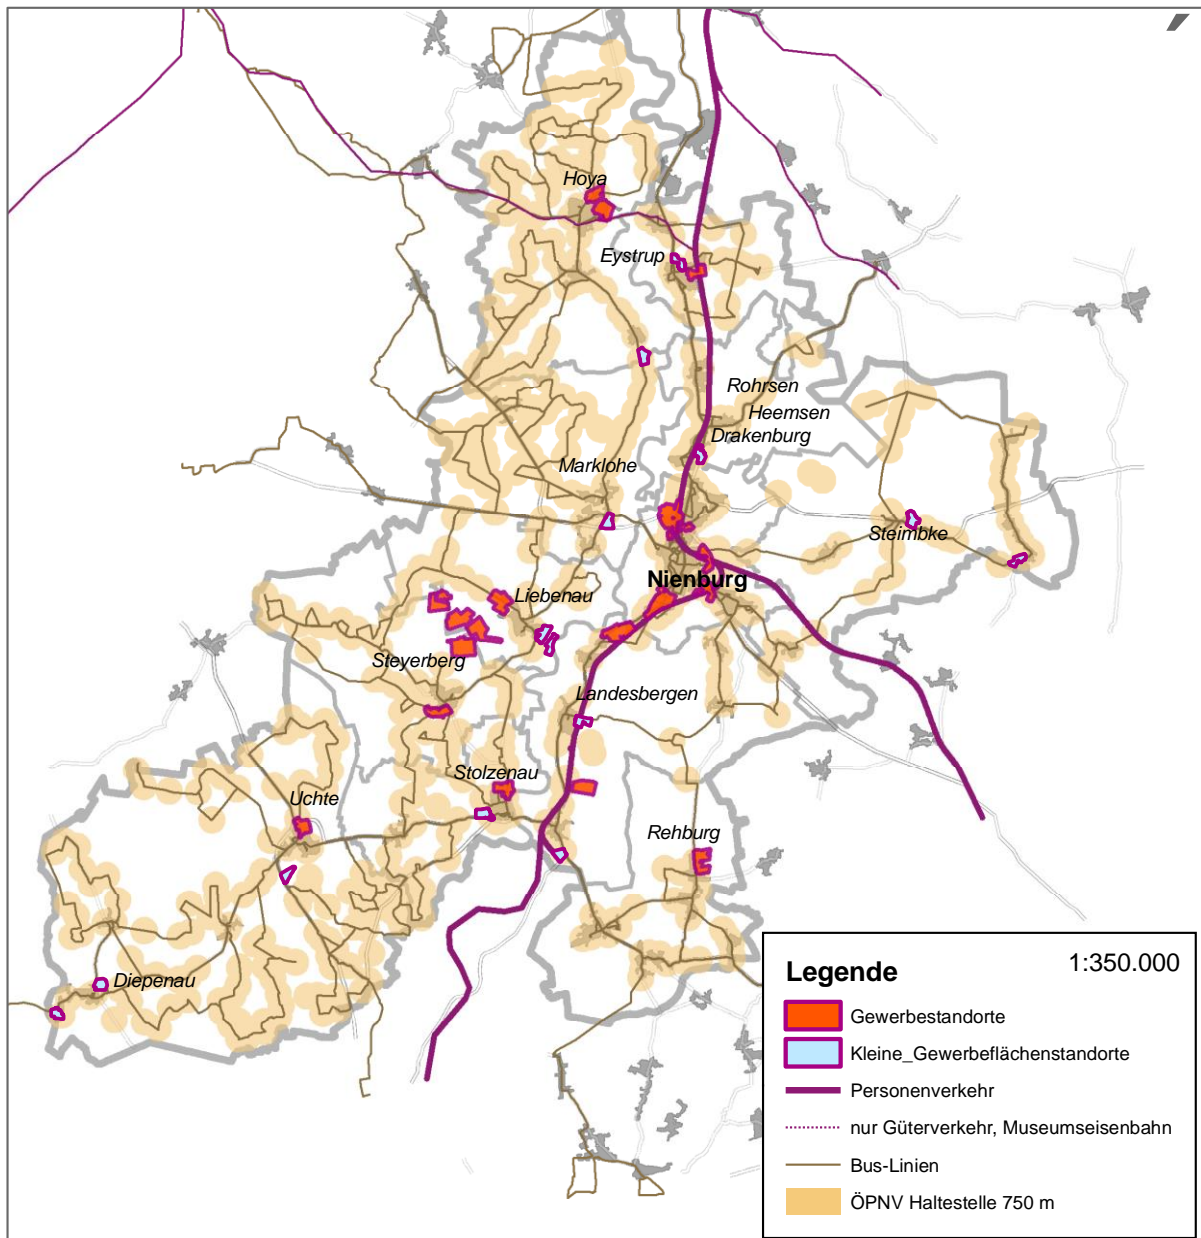 Hoya
Eystrup
Rohrsen
Heemsen
Drakenburg
Marklohe
Steimbke
Nienburg
Liebenau
Steyerberg
Landesbergen
Stolzenau
Uchte
Rehburg
Diepenau
Legende
1:350.000
Gewerbestandorte
Kleine_Gewerbeflächenstandorte
Personenverkehr
nur Güterverkehr, Museumseisenbahn
Bus-Linien
ÖPNV Haltestelle 750 m